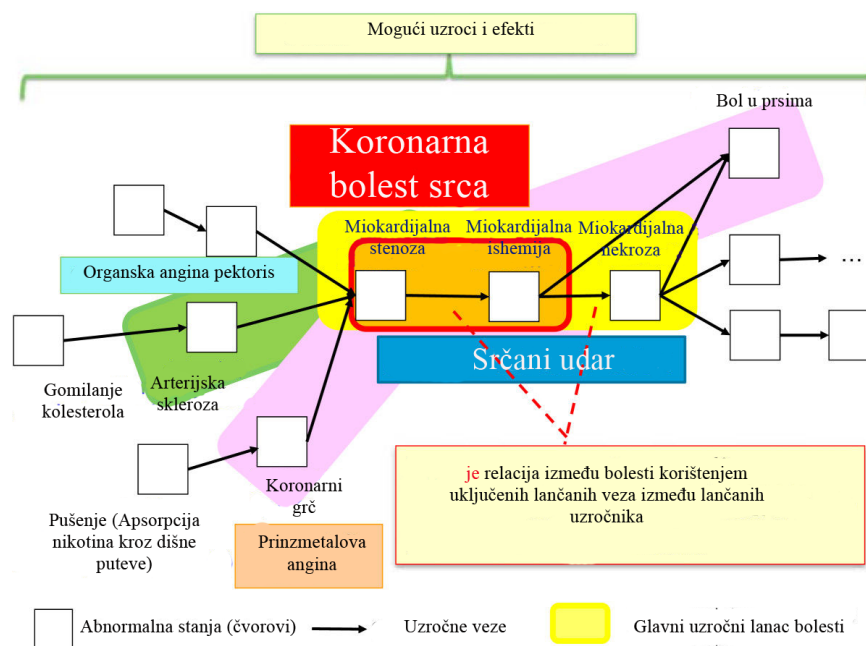 Mogući uzroci i efekti
Bol u prsima
Koronarna
bolest srca
Miokardijalna
stenoza
Miokardijalna
ishemija
Miokardijalna
nekroza
Organska angina pektoris
...
Srčani udar
Gomilanje
kolesterola
Arterijska
skleroza
Koronarni
grč
je relacija između bolesti korištenjem
uključenih lančanih veza između lančanih
uzročnika
Pušenje (Apsorpcija
nikotina kroz dišne
puteve)
Prinzmetalova
angina
Abnormalna stanja (čvorovi)
Uzročne veze
Glavni uzročni lanac bolesti